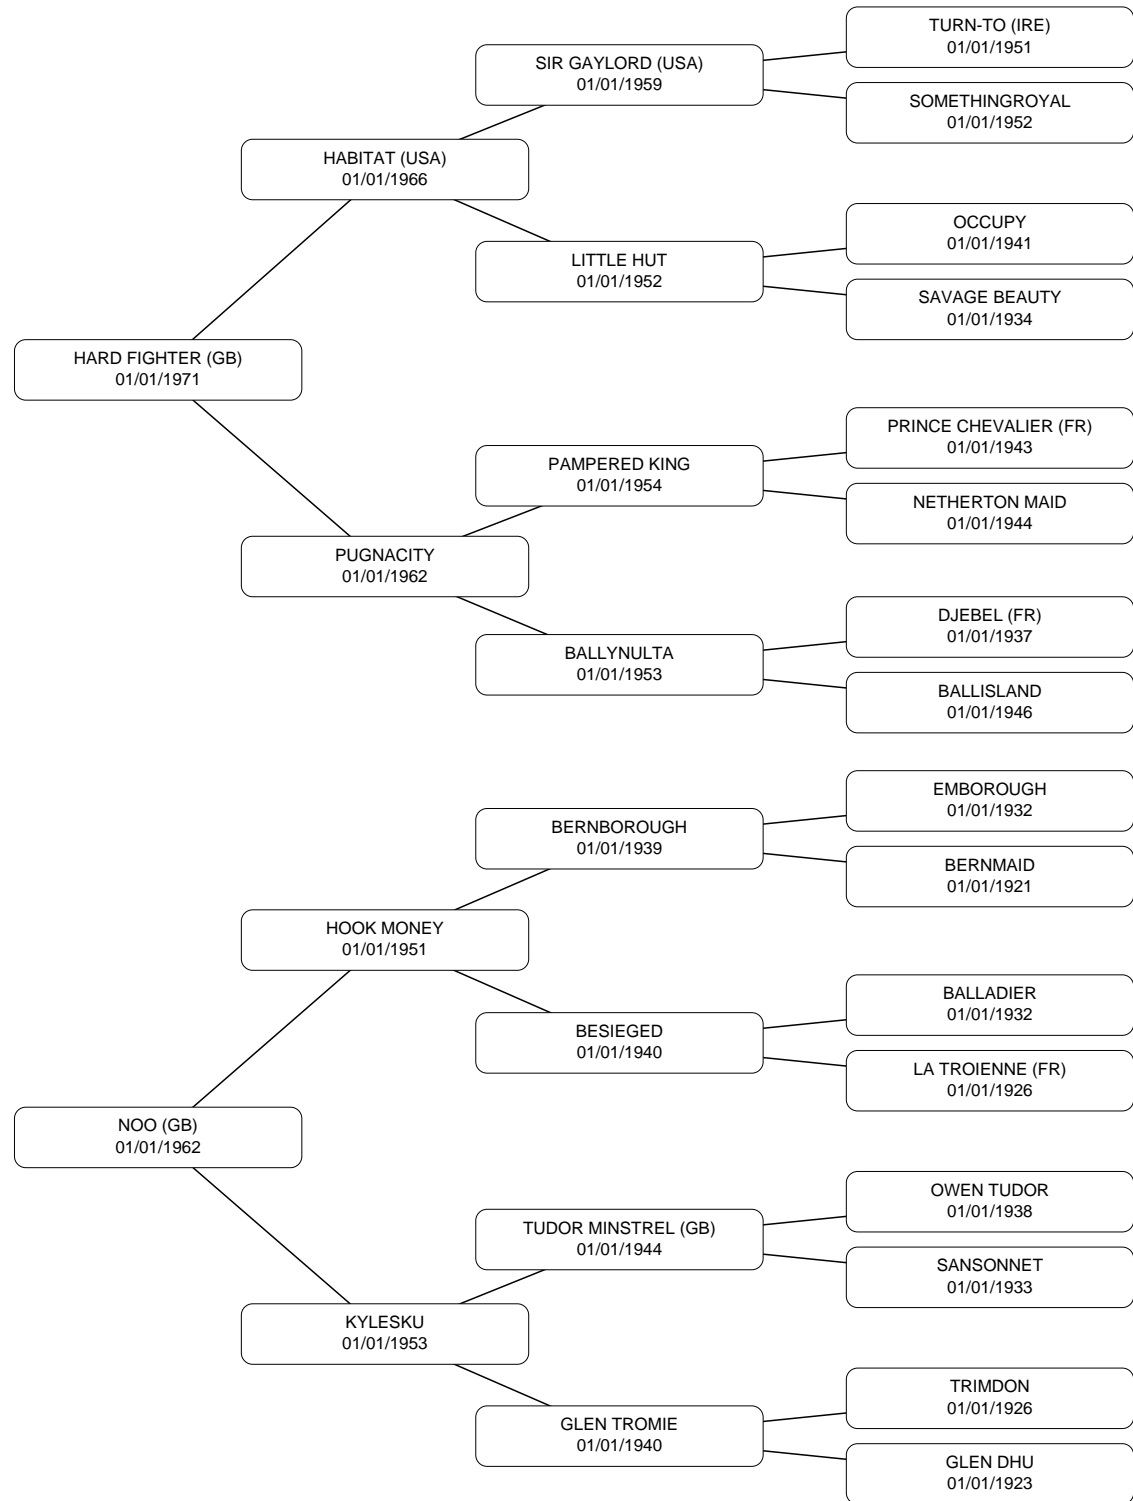 TURN-TO (IRE)
01/01/1951
SIR GAYLORD (USA)
01/01/1959
SOMETHINGROYAL
01/01/1952
HABITAT (USA)
01/01/1966
OCCUPY
01/01/1941
LITTLE HUT
01/01/1952
SAVAGE BEAUTY
01/01/1934
HARD FIGHTER (GB)
01/01/1971
PRINCE CHEVALIER (FR)
01/01/1943
PAMPERED KING
01/01/1954
NETHERTON MAID
01/01/1944
PUGNACITY
01/01/1962
DJEBEL (FR)
01/01/1937
BALLYNULTA
01/01/1953
BALLISLAND
01/01/1946
EMBOROUGH
01/01/1932
BERNBOROUGH
01/01/1939
BERNMAID
01/01/1921
HOOK MONEY
01/01/1951
BALLADIER
01/01/1932
BESIEGED
01/01/1940
LA TROIENNE (FR)
01/01/1926
NOO (GB)
01/01/1962
OWEN TUDOR
01/01/1938
TUDOR MINSTREL (GB)
01/01/1944
SANSONNET
01/01/1933
KYLESKU
01/01/1953
TRIMDON
01/01/1926
GLEN TROMIE
01/01/1940
GLEN DHU
01/01/1923